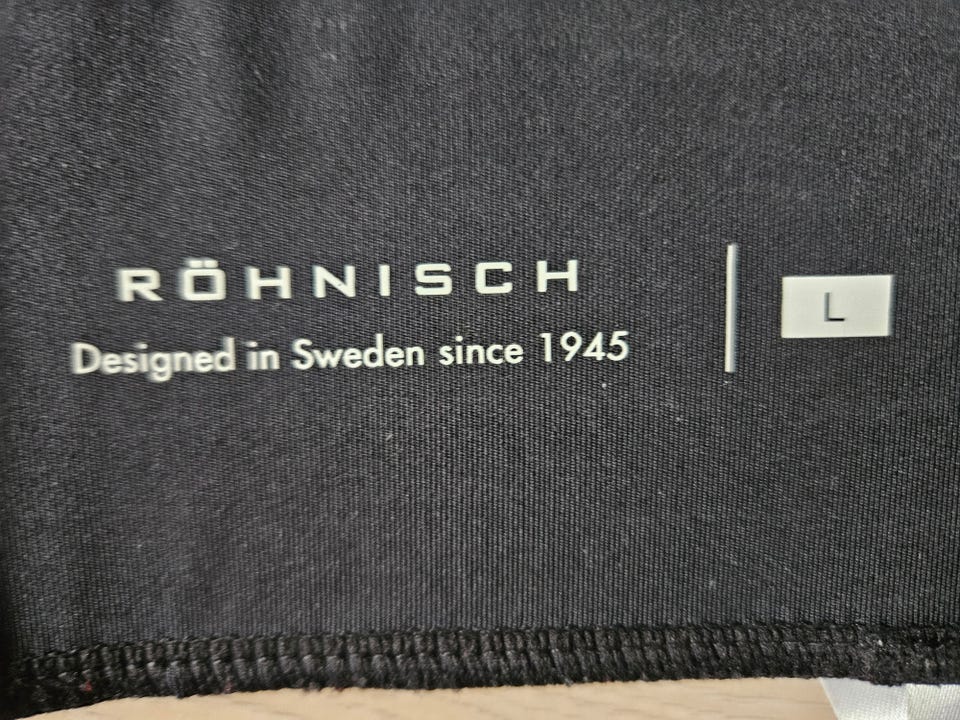 RÖHNISCH
Designed in Sweden since 1945
L